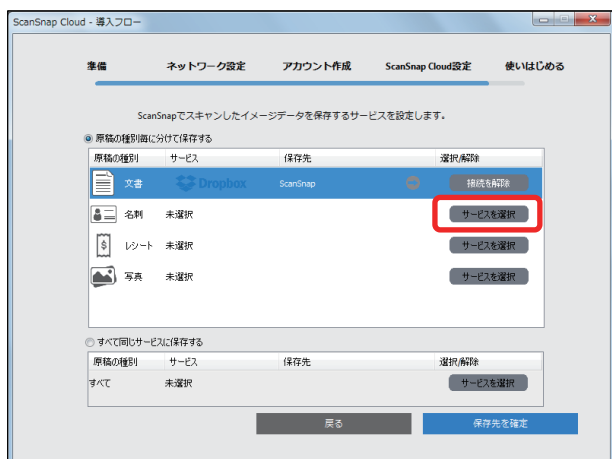 ScanSnap Cloud - 導入フロー
準備 ネットワーク設定 アカウント作成 ScanSnap Cloud設定 使いはじめる
ScanSnapでスキャンしたイメージデータを保存するサービスを設定します。
原稿の種別毎に分けて保存する
原稿の種別 サービス 保存先 選択/解除
文書 Dropbox ScanSnap 接続を解除
名刺 未選択 サービスを選択
レシート 未選択 サービスを選択
写真 未選択 サービスを選択
すべて同じサービスに保存する
原稿の種別 サービス 保存先 選択/解除
すべて 未選択 サービスを選択
戻る 保存先を確定